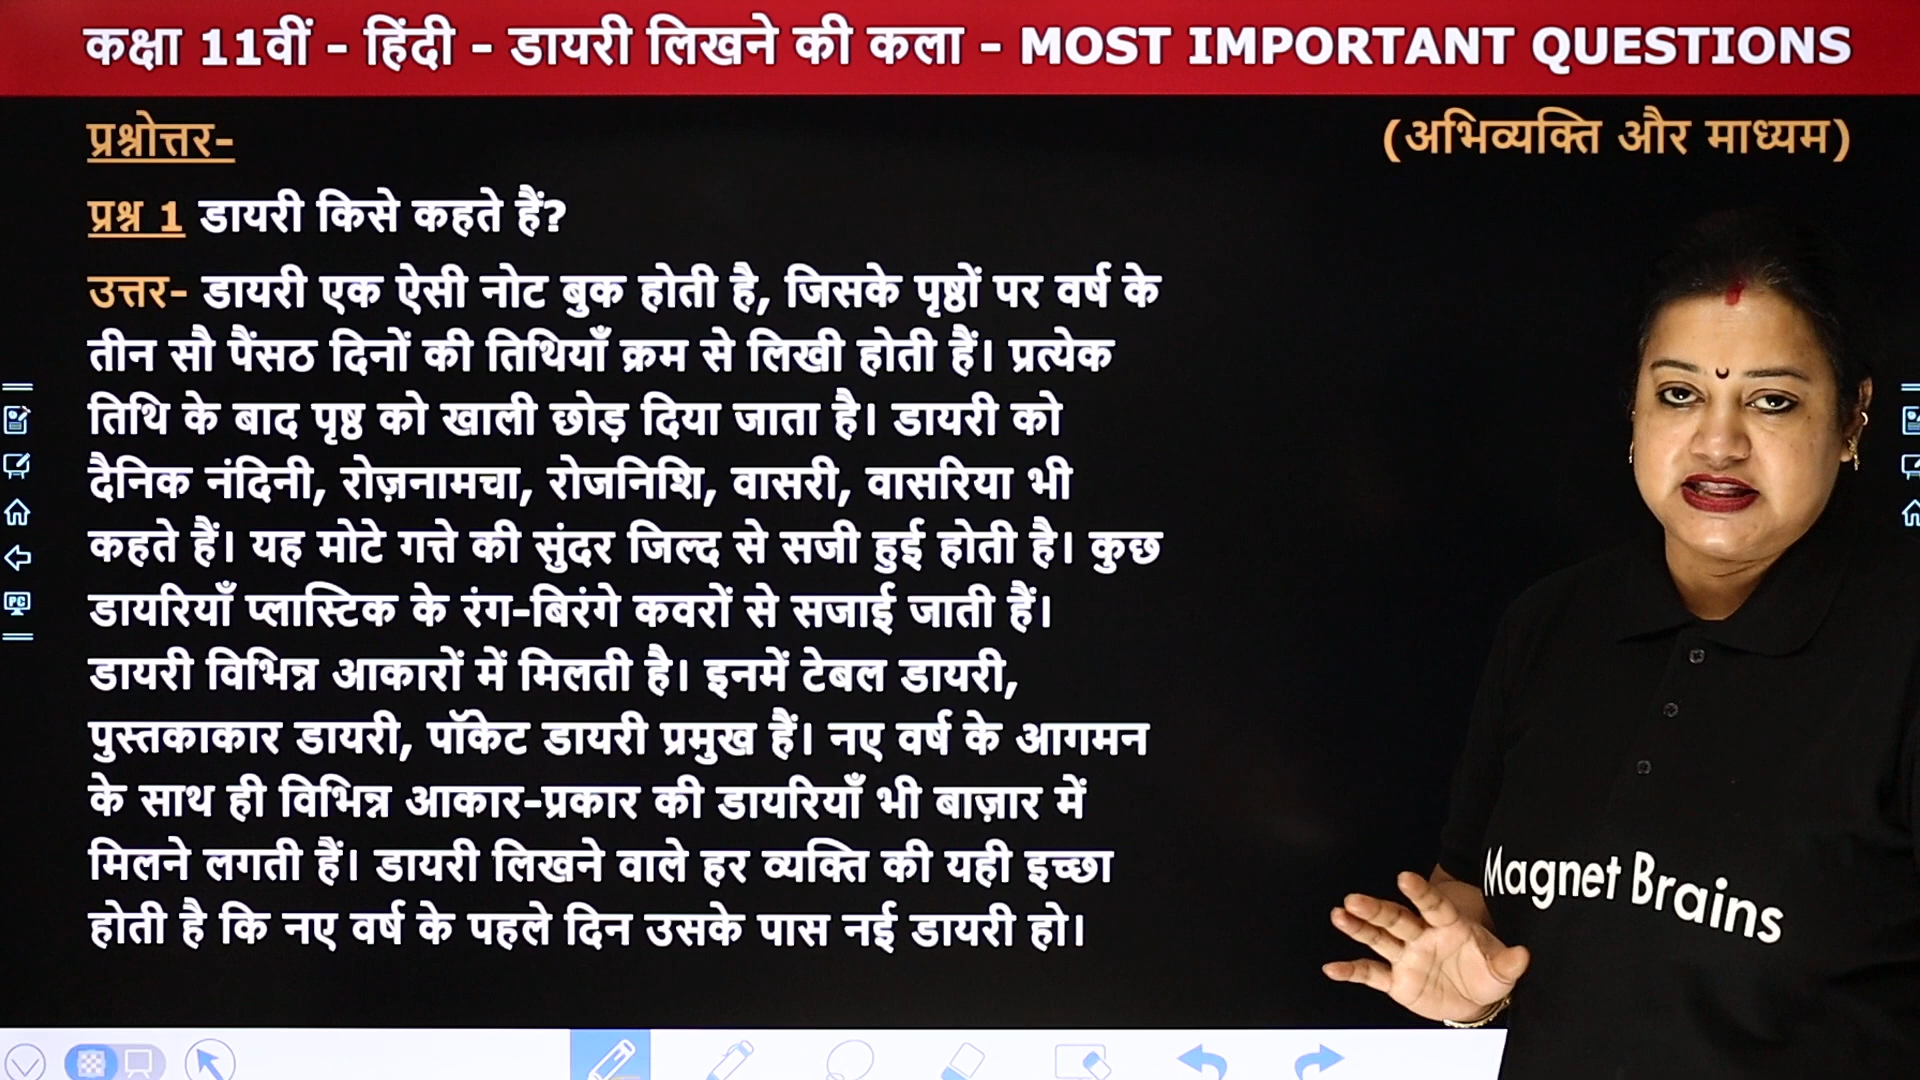 कक्षा 11वीं - हिंदी - डायरी लिखने की कला - MOST IMPORTANT QUESTIONS
प्रश्नोत्तर-
(अभिव्यक्ति और माध्यम)
प्रश्न 1 डायरी किसे कहते हैं?
उत्तर- डायरी एक ऐसी नोट बुक होती है, जिसके पृष्ठों पर वर्ष के
तीन सौ पैंसठ दिनों की तिथियाँ क्रम से लिखी होती हैं। प्रत्येक
तिथि के बाद पृष्ठ को खाली छोड़ दिया जाता है। डायरी को
दैनिक नंदिनी, रोज़नामचा, रोजनिशि, वासरी, वासरिया भी
कहते हैं। यह मोटे गत्ते की सुंदर जिल्द से सजी हुई होती है। कुछ
डायरियाँ प्लास्टिक के रंग-बिरंगे कवरों से सजाई जाती हैं।
डायरी विभिन्न आकारों में मिलती है। इनमें टेबल डायरी,
पुस्तकाकार डायरी, पॉकेट डायरी प्रमुख हैं। नए वर्ष के आगमन
के साथ ही विभिन्न आकार-प्रकार की डायरियाँ भी बाज़ार में
मिलने लगती हैं। डायरी लिखने वाले हर व्यक्ति की यही इच्छा
होती है कि नए वर्ष के पहले दिन उसके पास नई डायरी हो।
PC
Magnet Brains